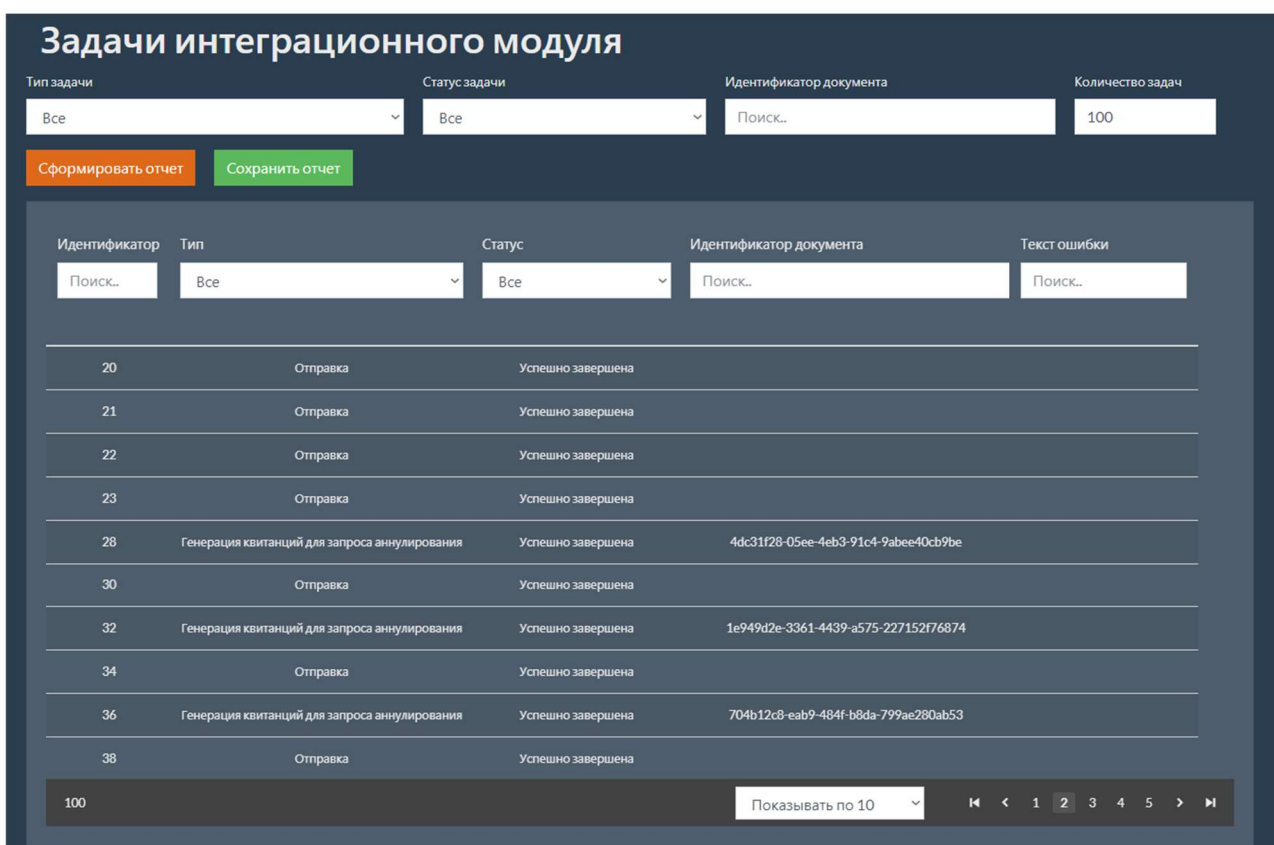 Задачи интеграционного модуля
Тип задачи Статус задачи Идентификатор документа Количество задач
Все Все Поиск.. 100
Сформировать отчет Сохранить отчет
Идентификатор Тип Статус Идентификатор документа Текст ошибки
Поиск.. Все Все Поиск.. Поиск..
20 Отправка Успешно завершена
21 Отправка Успешно завершена
22 Отправка Успешно завершена
23 Отправка Успешно завершена
28 Генерация квитанций для запроса аннулирования Успешно завершена 4dc31f28-05ee-4eb3-91c4-9abee40cb9be
30 Отправка Успешно завершена
32 Генерация квитанций для запроса аннулирования Успешно завершена 1e949d2e-3361-4439-a575-227152f76874
34 Отправка Успешно завершена
36 Генерация квитанций для запроса аннулирования Успешно завершена 704b12c8-eab9-484f-b8da-799ae280ab53
38 Отправка Успешно завершена
100 Показывать по 10 1 2 3 4 5